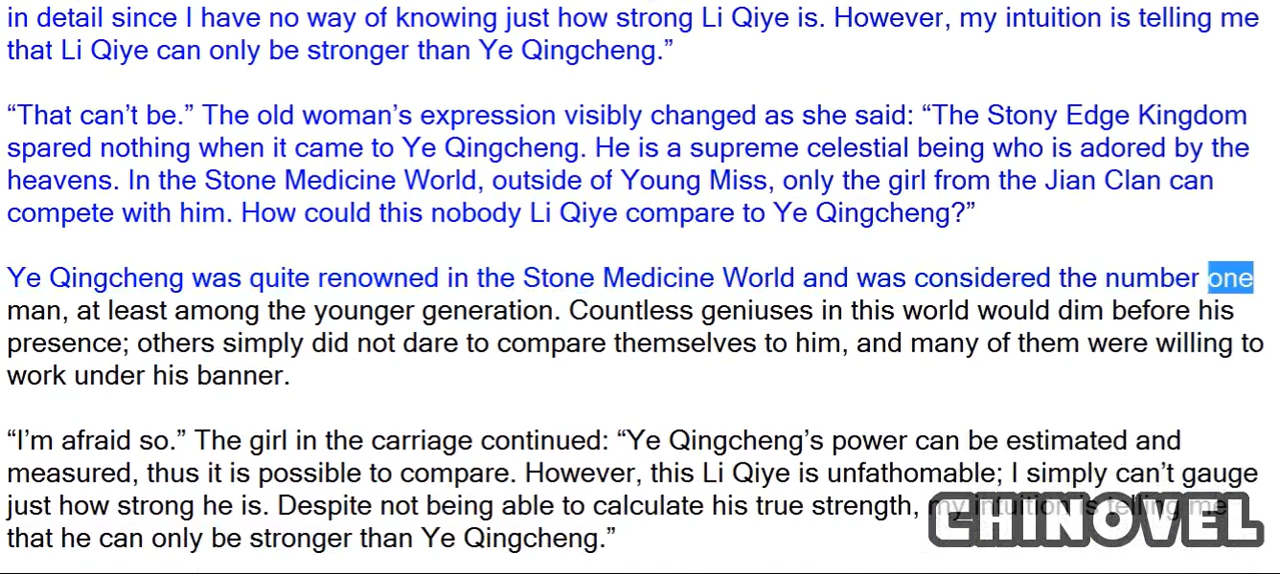 in detail since I have no way of knowing just how strong Li Qiye is. However, my intuition is telling me
that Li Qiye can only be stronger than Ye Qingcheng.”
“That can’t be.” The old woman’s expression visibly changed as she said: “The Stony Edge Kingdom
spared nothing when it came to Ye Qingcheng. He is a supreme celestial being who is adored by the
heavens. In the Stone Medicine World, outside of Young Miss, only the girl from the Jian Clan can
compete with him. How could this nobody Li Qiye compare to Ye Qingcheng?”
Ye Qingcheng was quite renowned in the Stone Medicine World and was considered the number one
man, at least among the younger generation. Countless geniuses in this world would dim before his
presence; others simply did not dare to compare themselves to him, and many of them were willing to
work under his banner.
“I’m afraid so.” The girl in the carriage continued: “Ye Qingcheng’s power can be estimated and
measured, thus it is possible to compare. However, this Li Qiye is unfathomable; I simply can’t gauge
just how strong he is. Despite not being able to calculate his true strength, my intuition is telling me
that he can only be stronger than Ye Qingcheng.”
CHINOVEL